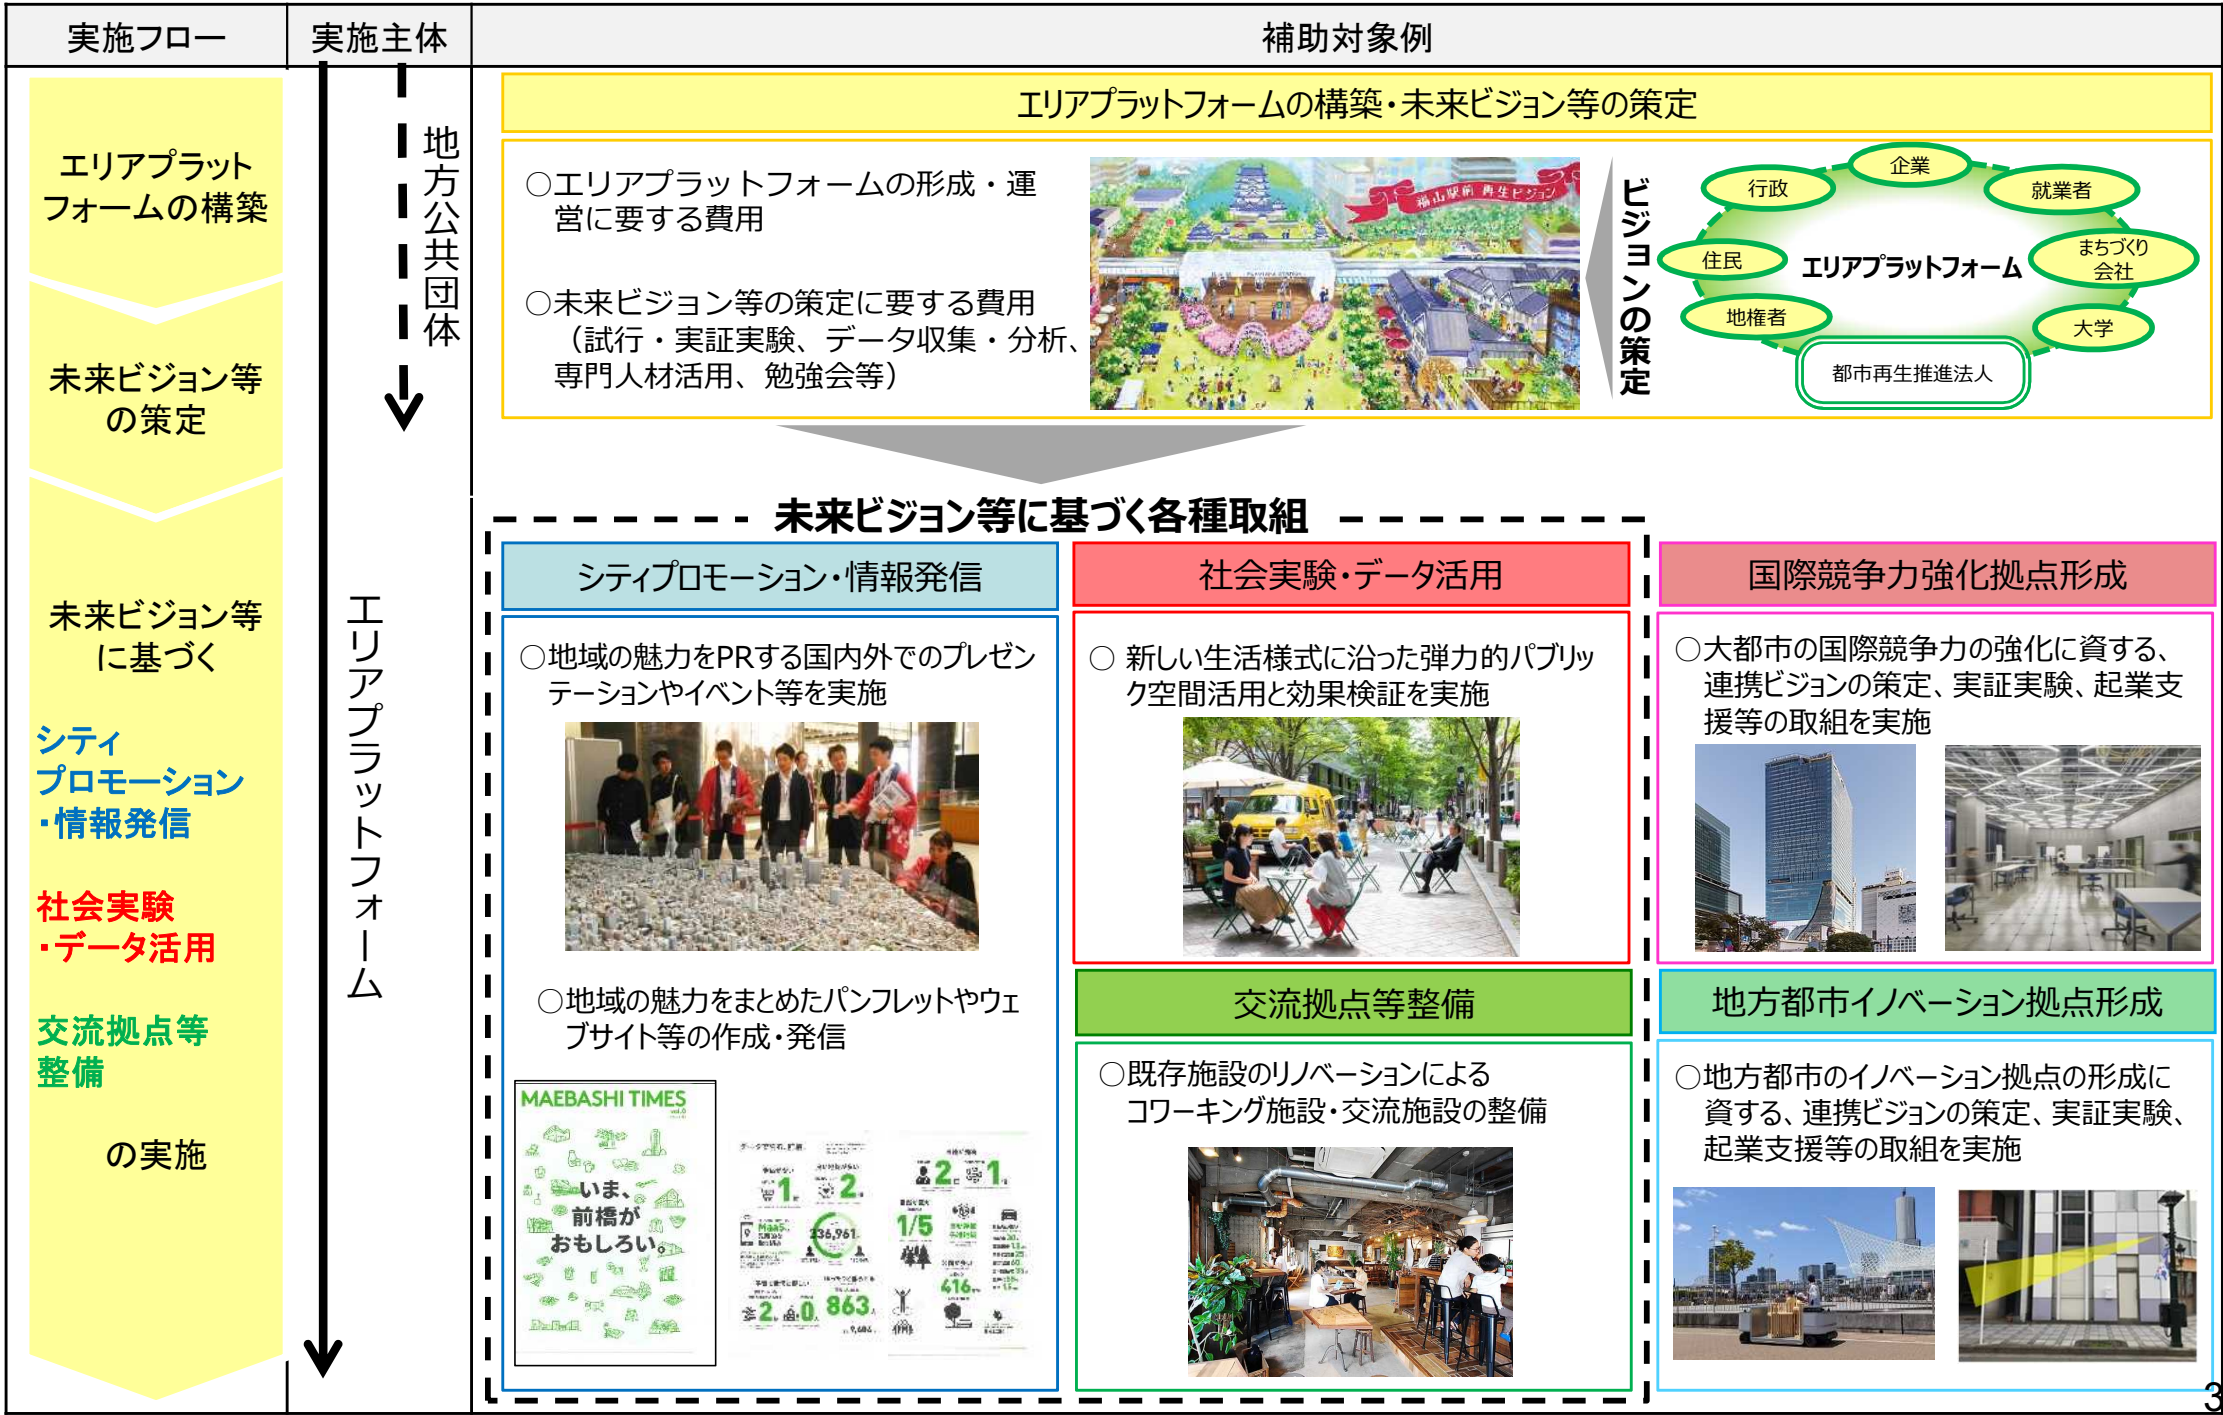 実施フロー
実施主体
補助対象例
エリアプラット
フォームの構築
未来ビジョン等
の策定
未来ビジョン等
に基づく
シティ
プロモーション
・情報発信
社会実験
・データ活用
交流拠点等
整備
の実施
地方公共団体
エリアプラットフォーム
エリアプラットフォームの構築・未来ビジョン等の策定
○エリアプラットフォームの形成・運
営に要する費用
○未来ビジョン等の策定に要する費用
（試行・実証実験、データ収集・分析、
専門人材活用、勉強会等）
福山駅前 再生ビジョン
ビジョンの策定
企業
行政
就業者
住民
エリアプラットフォーム
まちづくり
会社
地権者
大学
都市再生推進法人
未来ビジョン等に基づく各種取組
シティプロモーション・情報発信
○地域の魅力をPRする国内外でのプレゼン
テーションやイベント等を実施
○地域の魅力をまとめたパンフレットやウェ
ブサイト等の作成・発信
MAEBASHI TIMES
vol.0
いま、
前橋が
おもしろい。
1
2
2
1
MaaS
236,961
1/5
2
0
863
416
9,686
社会実験・データ活用
○ 新しい生活様式に沿った弾力的パブリッ
ク空間活用と効果検証を実施
交流拠点等整備
○既存施設のリノベーションによる
コワーキング施設・交流施設の整備
国際競争力強化拠点形成
○大都市の国際競争力の強化に資する、
連携ビジョンの策定、実証実験、起業支
援等の取組を実施
地方都市イノベーション拠点形成
○地方都市のイノベーション拠点の形成に
資する、連携ビジョンの策定、実証実験、
起業支援等の取組を実施
3